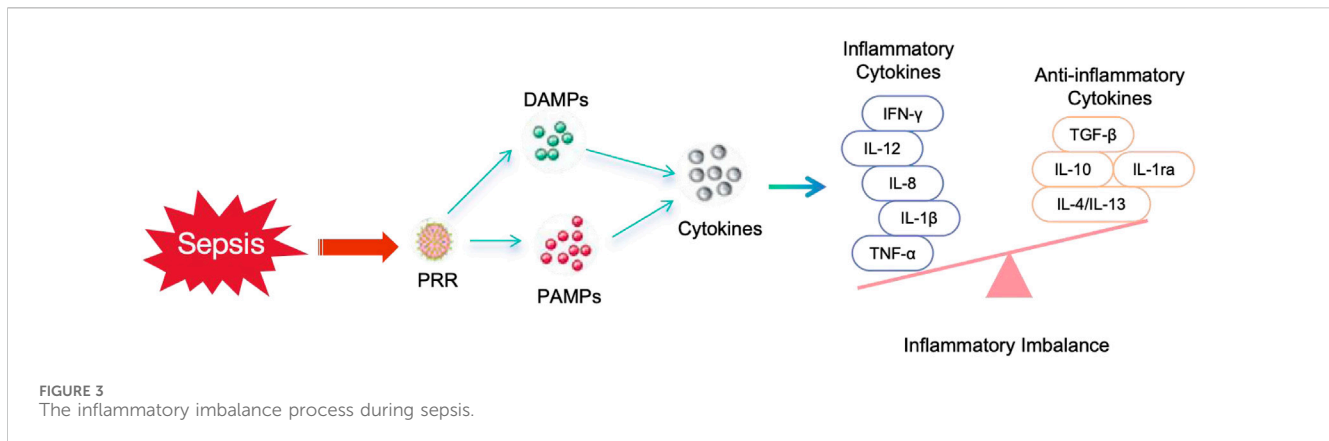 Sepsis
PRR
DAMPs
PAMPs
Cytokines
Inflammatory
Cytokines
IFN-γ
IL-12
IL-8
IL-1β
TNF-α
Anti-inflammatory
Cytokines
TGF-β
IL-10
IL-1ra
IL-4/IL-13
Inflammatory Imbalance
FIGURE 3
The inflammatory imbalance process during sepsis.